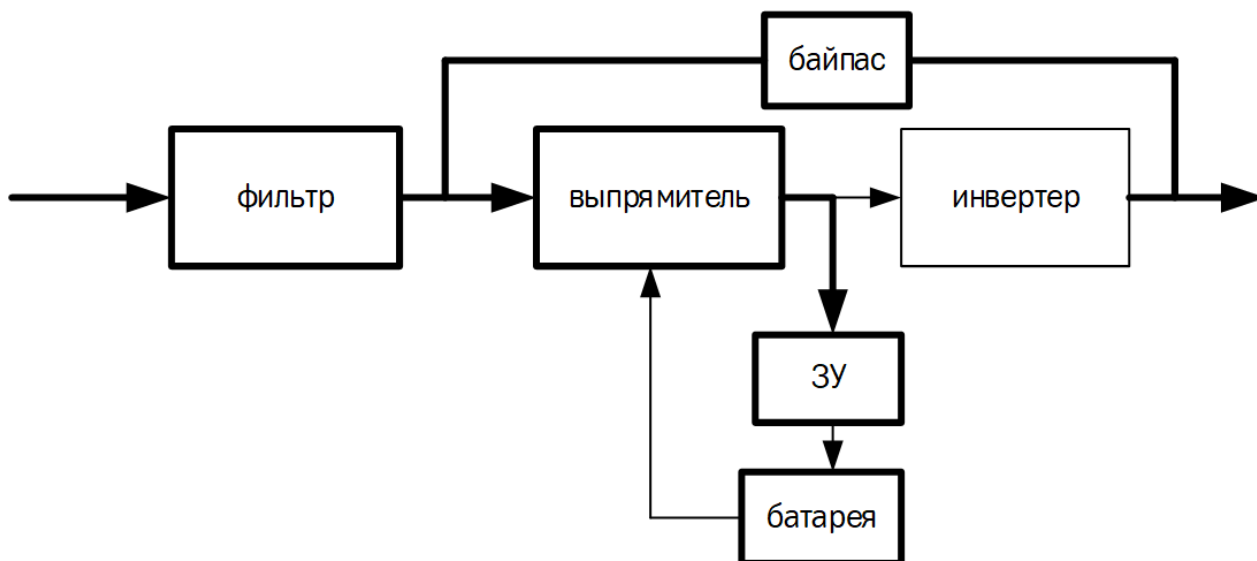 байпас
фильтр
выпрямитель
инвертер
ЗУ
батарея